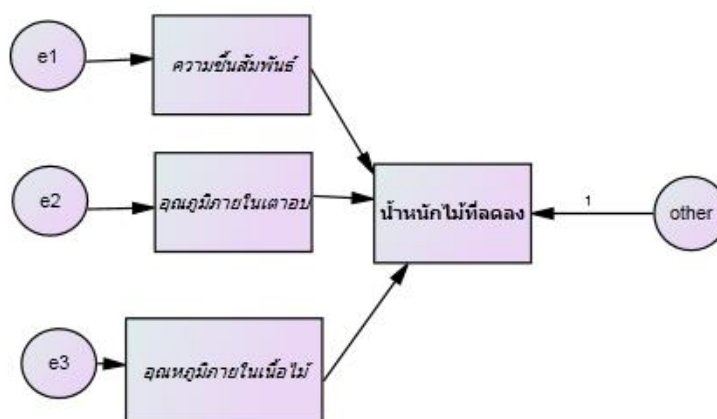 e1
ความชื้นสัมพันธ์
e2
อุณภูมิภายในเตาอบ
น้ำหนักไม้ที่ลดลง
1
other
e3
อุณหภูมิภายในเนื้อไม้